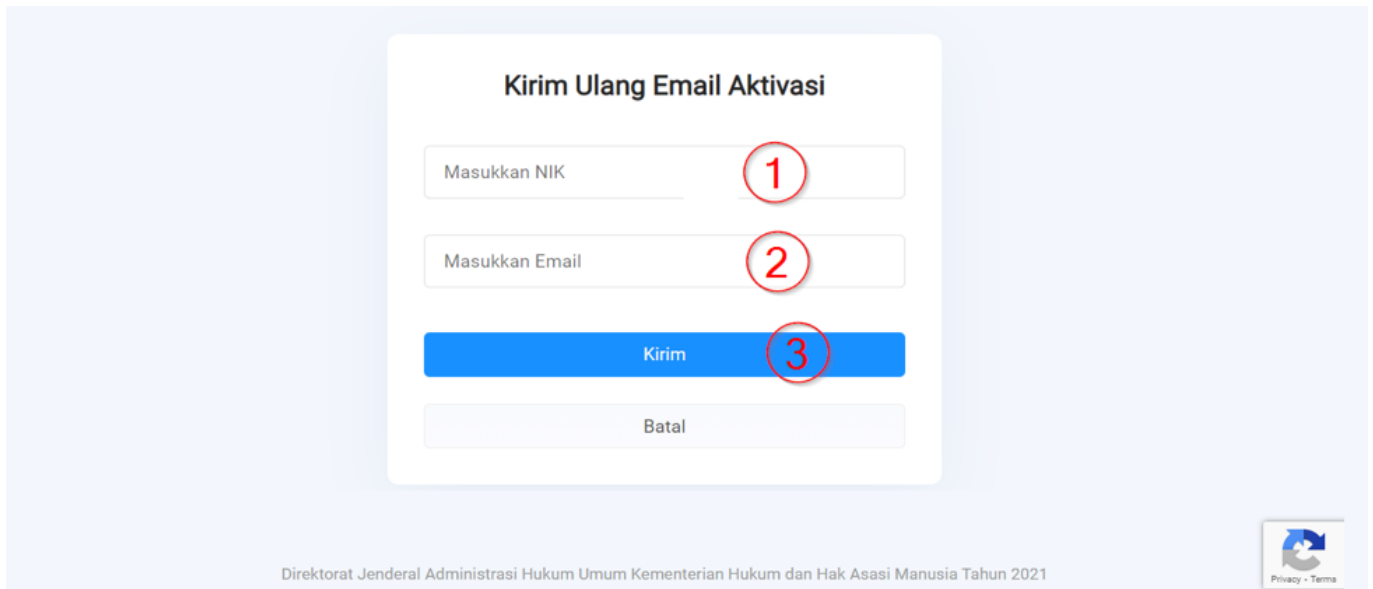 Kirim Ulang Email Aktivasi
Masukkan NIK
1
Masukkan Email
2
Kirim
3
Batal
Direktorat Jenderal Administrasi Hukum Umum Kementerian Hukum dan Hak Asasi Manusia Tahun 2021
Privacy - Terms